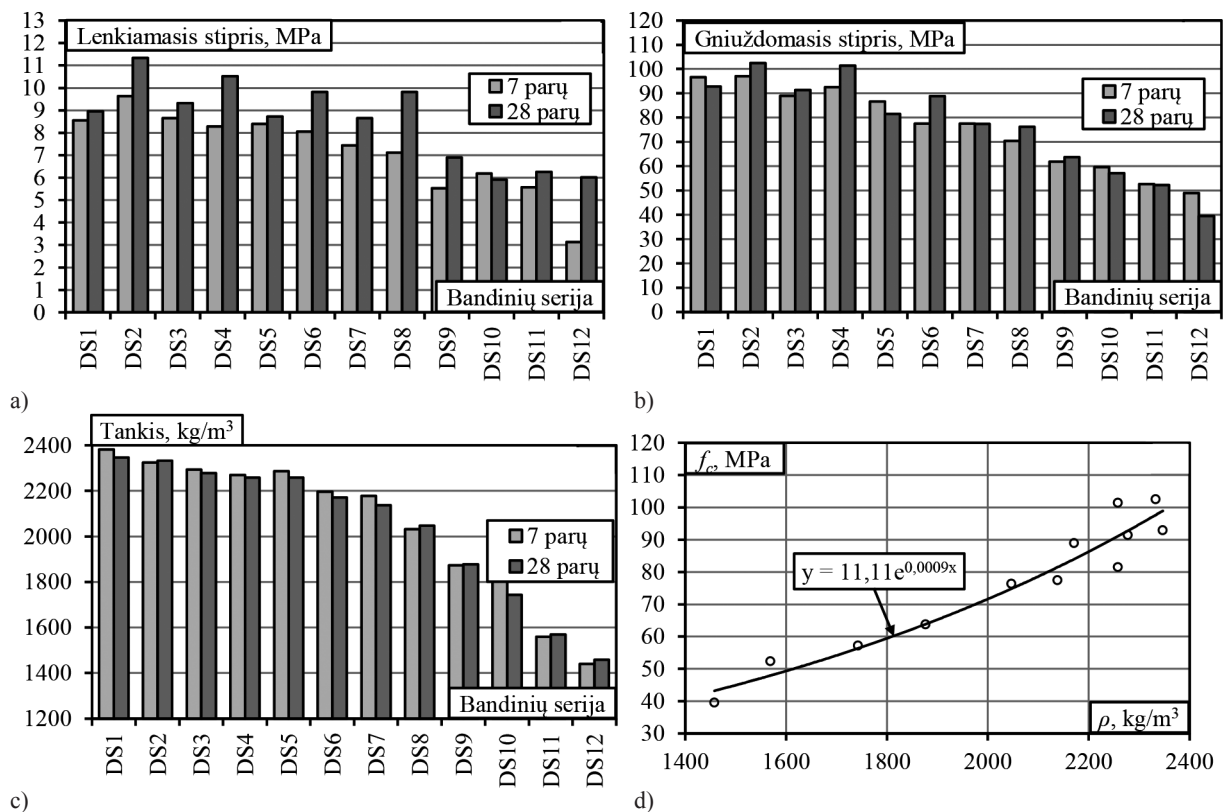 Lenkiamasis stipris, MPa
13
12
11
10
9
8
7
6
5
4
3
2
1
0
7 parų
28 parų
Bandinių serija
DS1
DS2
DS3
DS4
DS5
DS6
DS7
DS8
DS9
DS10
DS11
DS12
a)
Gniuždomasis stipris, MPa
120
110
100
90
80
70
60
50
40
30
20
10
0
7 parų
28 parų
Bandinių serija
DS1
DS2
DS3
DS4
DS5
DS6
DS7
DS8
DS9
DS10
DS11
DS12
b)
Tankis, kg/m³
2400
2200
2000
1800
1600
1400
1200
7 parų
28 parų
Bandinių serija
DS1
DS2
DS3
DS4
DS5
DS6
DS7
DS8
DS9
DS10
DS11
DS12
c)
120
110
100
90
80
70
60
50
40
30
f_c, MPa
y = 11,11e^0,0009x
ρ, kg/m³
1400
1600
1800
2000
2200
2400
d)